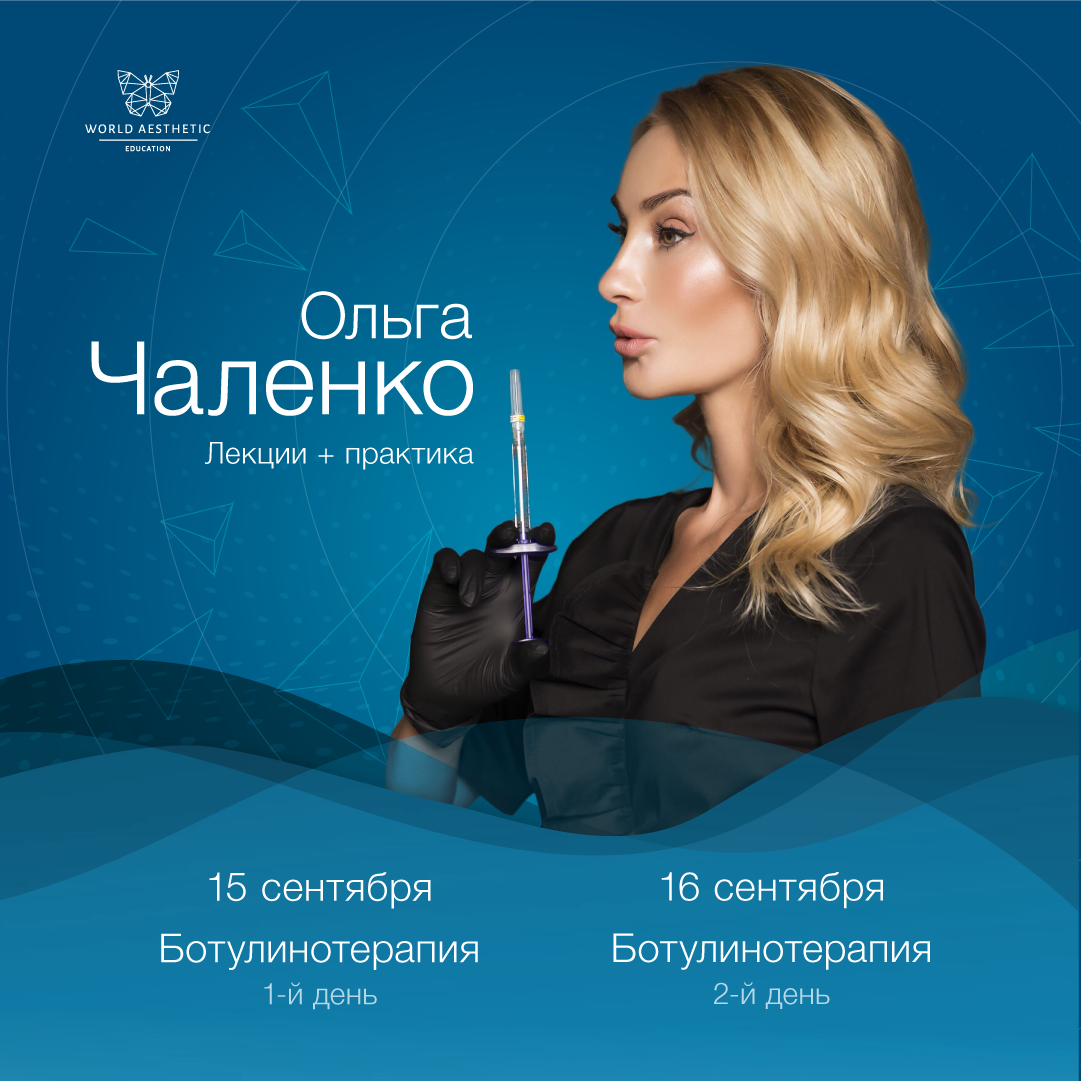 WORLD AESTHETIC
EDUCATION
Ольга
Чаленко
Лекции + практика
15 сентября
Ботулинотерапия
1-й день
16 сентября
Ботулинотерапия
2-й день